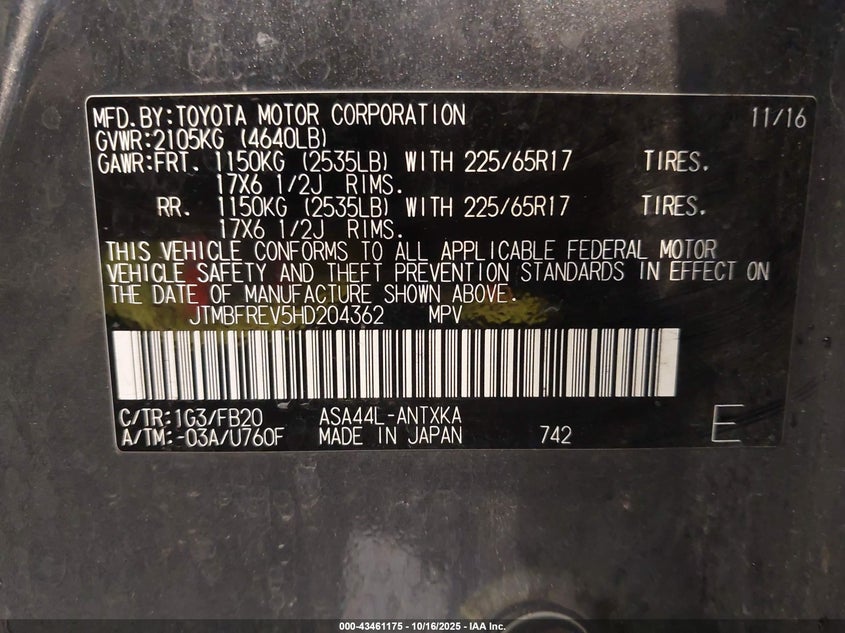 MFD.BY:TOYOTA MOTOR CORPORATION 11/16
GVWR:2105KG (4640LB)
GAWR:FRT. 1150KG (2535LB) WITH 225/65R17 TIRES.
17X6 1/2J RIMS.
RR. 1150KG (2535LB) WITH 225/65R17 TIRES.
17X6 1/2J RIMS.
THIS VEHICLE CONFORMS TO ALL APPLICABLE FEDERAL MOTOR
VEHICLE SAFETY AND THEFT PREVENTION STANDARDS IN EFFECT ON
THE DATE OF MANUFACTURE SHOWN ABOVE.
JTMBFREV5HD204362 MPV
C/TR:1G3/FB20 ASA44L-ANTXKA
A/TM:-03A/U760F MADE IN JAPAN 742 E
000-43461175 - 10/16/2025 - IAA Inc.